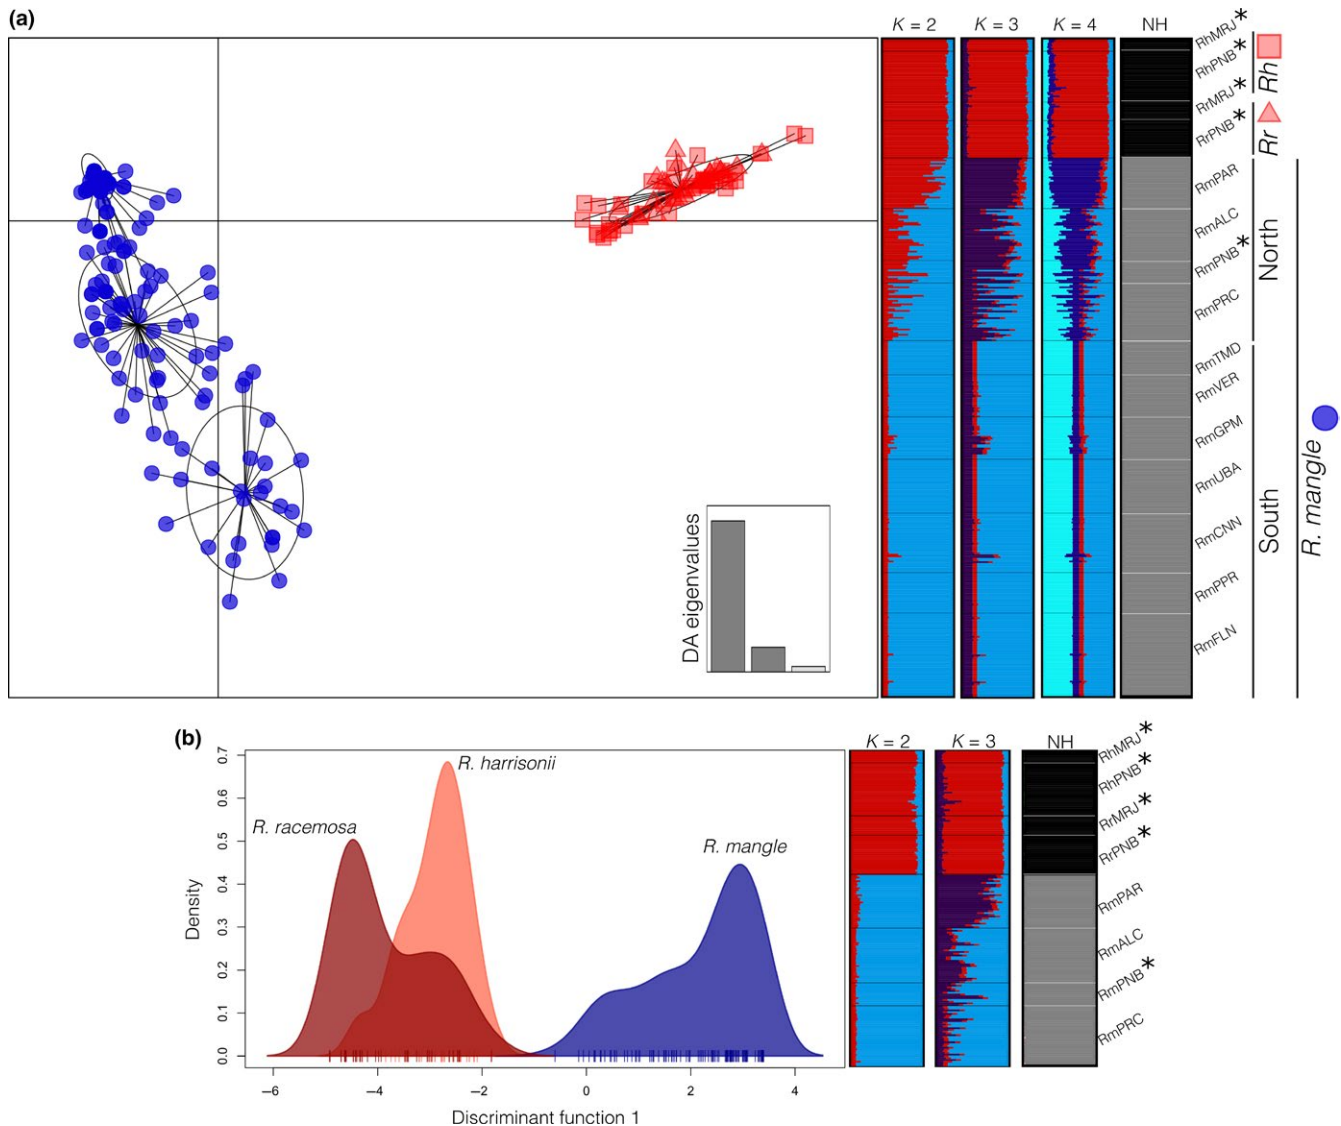 (a)
K = 2
K = 3
K = 4
NH
RhMRJ*
RhPNB*
RrMRJ*
RrPNB*
RmPAR
RmALC
RmPNB*
RmPRC
RmTMD
RmVER
RmGPM
RmUBA
RmCNN
RmPPR
RmFLN
Rh
Rr
North
South
R. mangle
DA eigenvalues
(b)
K = 2
K = 3
NH
0.7
0.6
0.5
0.4
0.3
0.2
0.1
0.0
Density
R. racemosa
R. harrisonii
R. mangle
−6
−4
−2
0
2
4
Discriminant function 1
RhMRJ*
RhPNB*
RrMRJ*
RrPNB*
RmPAR
RmALC
RmPNB*
RmPRC